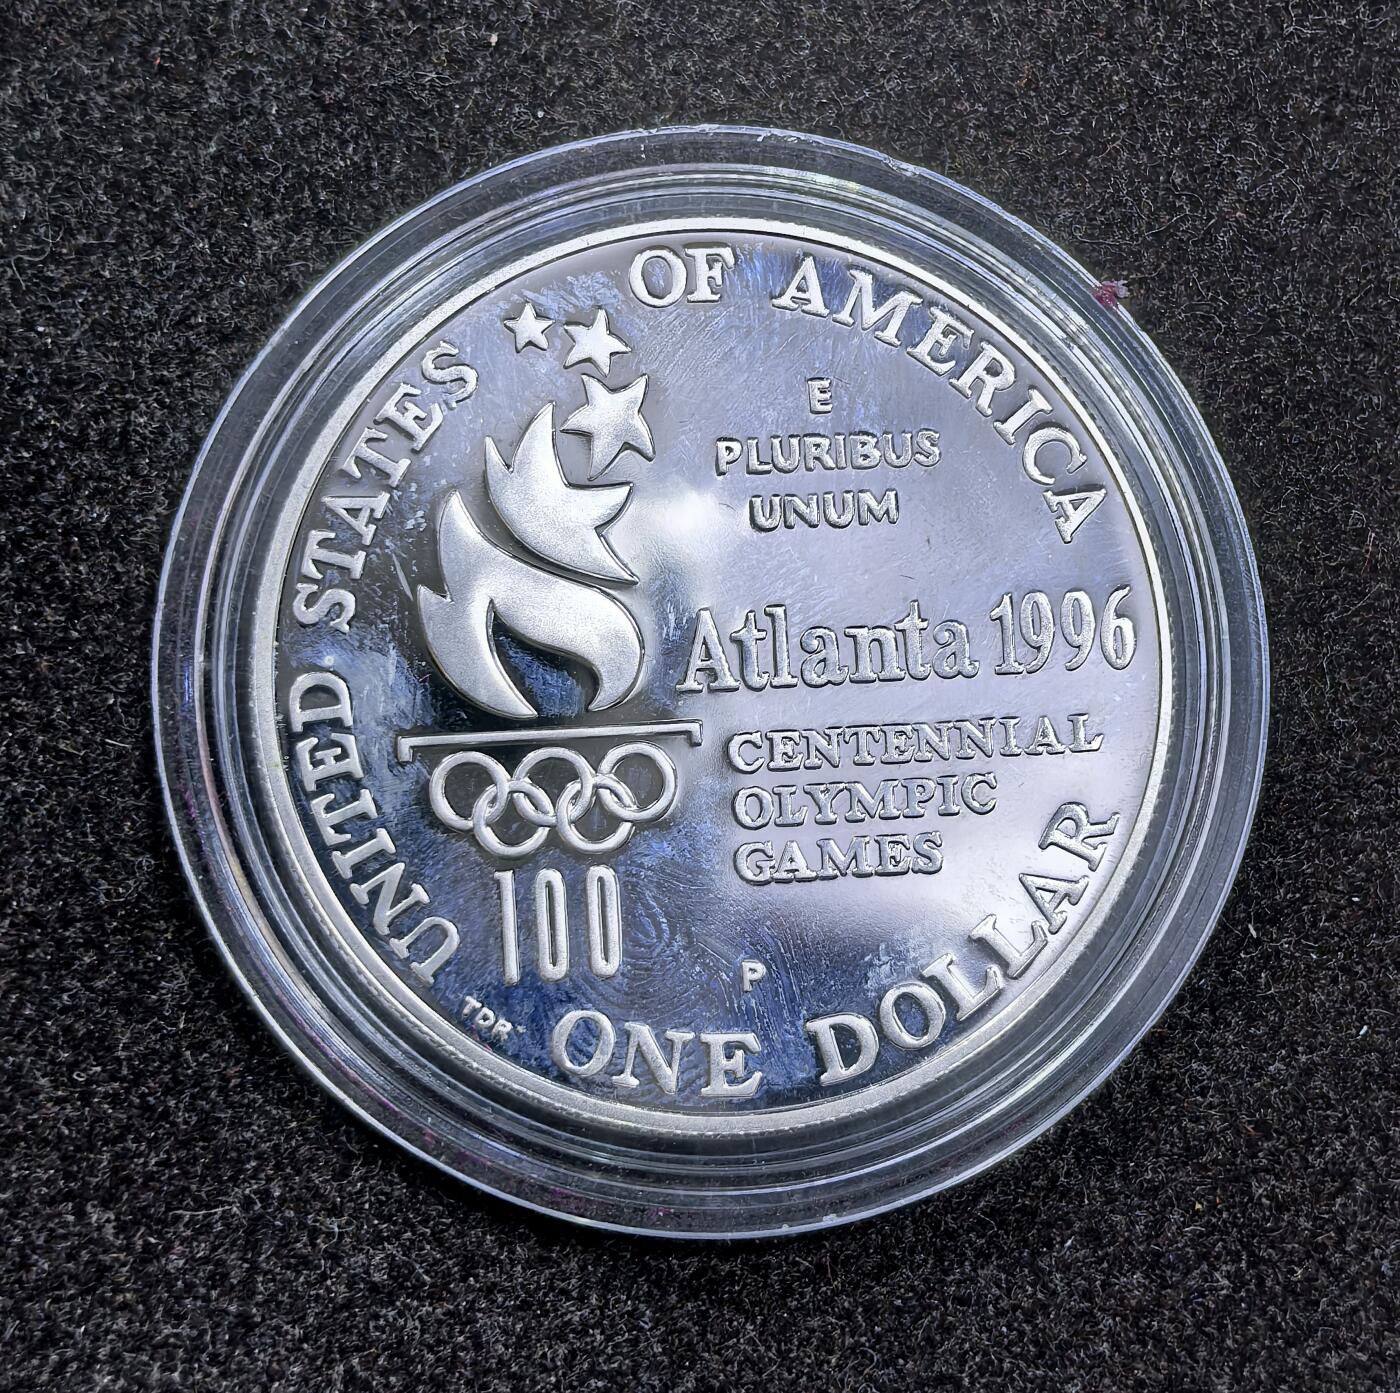 UNITED STATES OF AMERICA
E
PLURIBUS
UNUM
Atlanta 1996
CENTENNIAL
OLYMPIC
GAMES
100
P
TDR
ONE DOLLAR